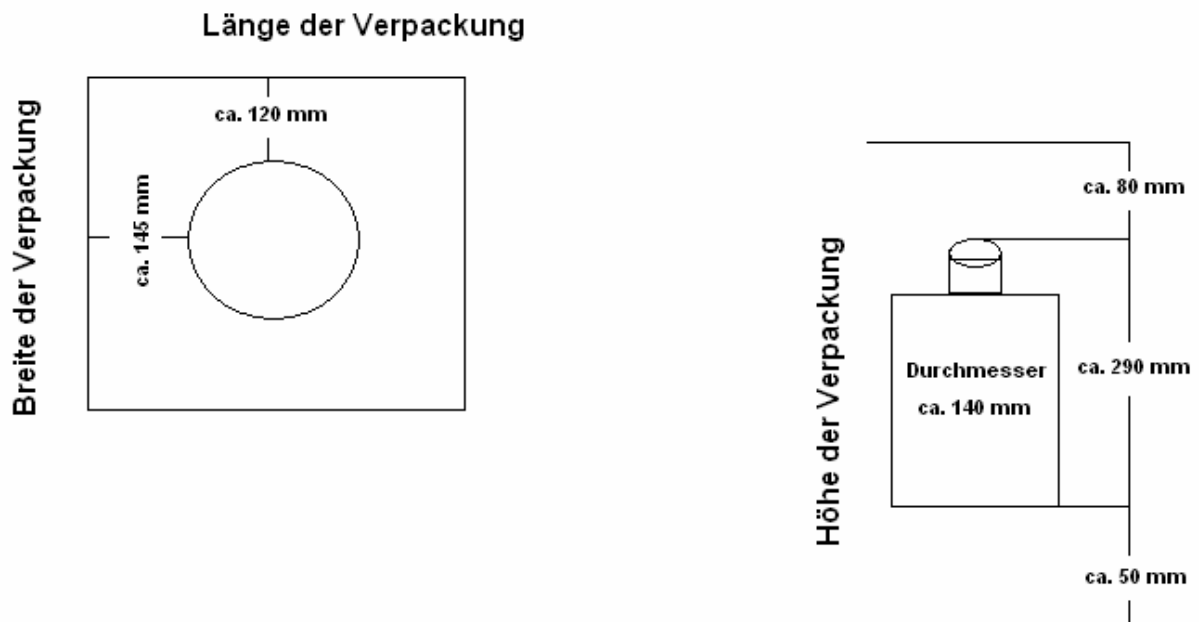 Länge der Verpackung
Breite der Verpackung
ca. 120 mm
ca. 145 mm
Höhe der Verpackung
ca. 80 mm
Durchmesser
ca. 140 mm
ca. 290 mm
ca. 50 mm